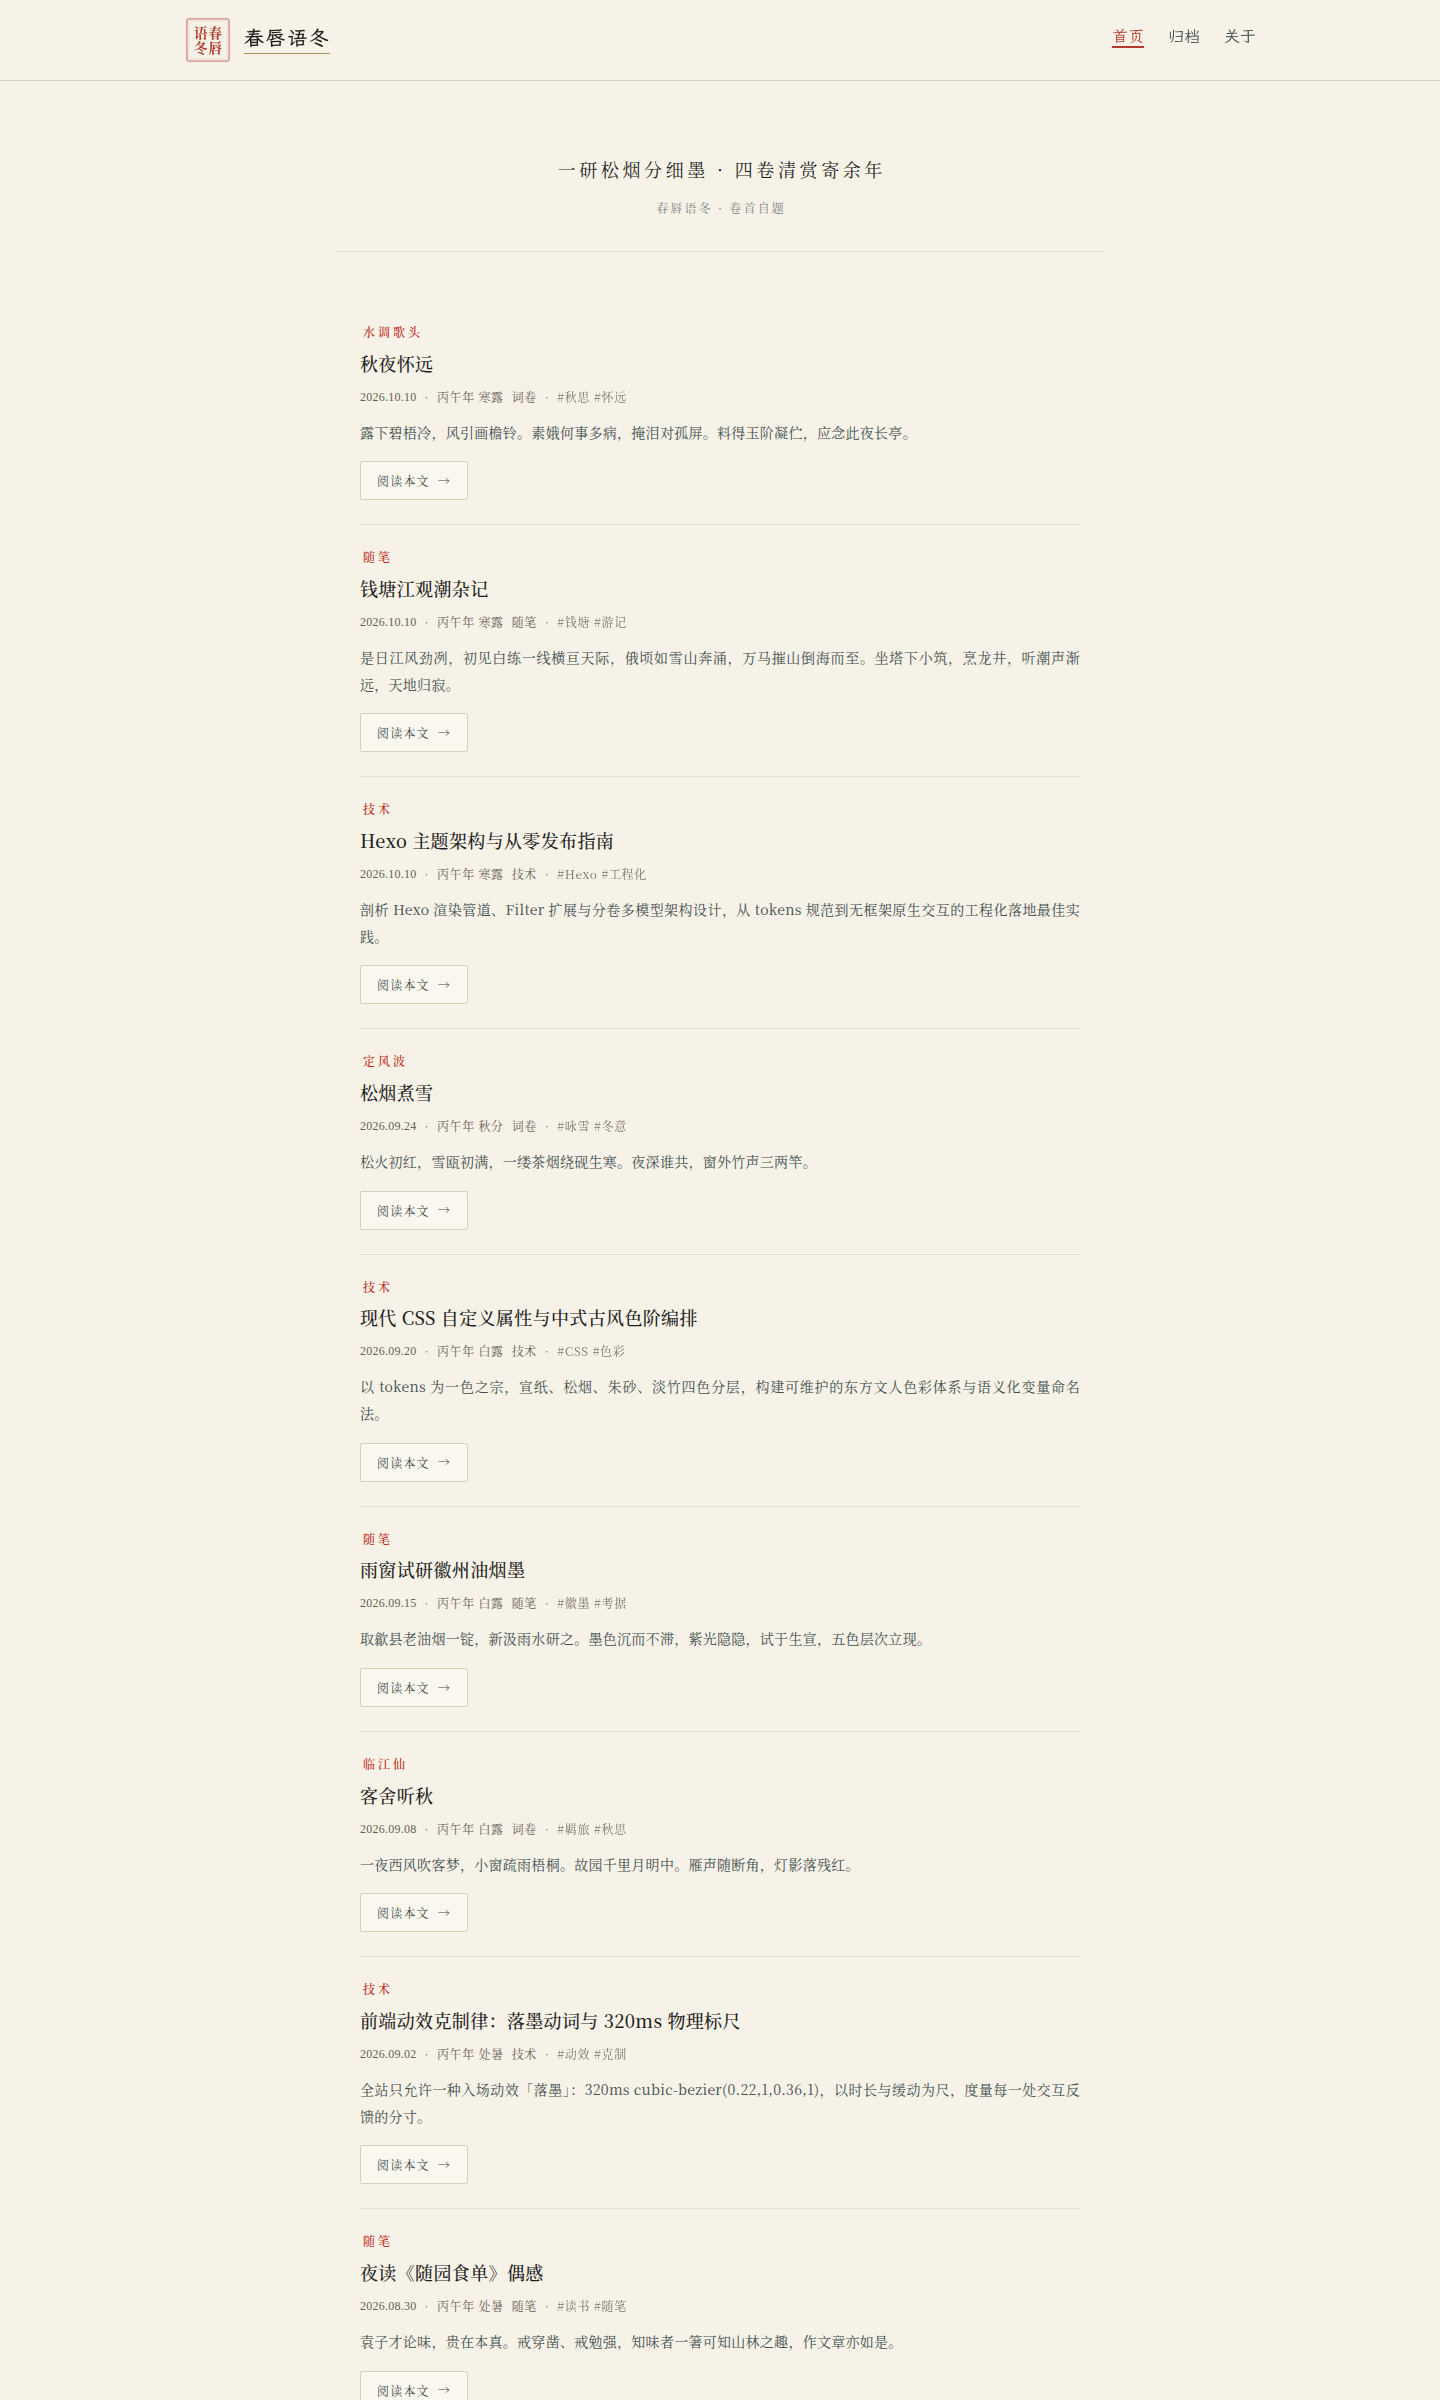 语春
冬唇
春唇语冬
首页 归档 关于
一研松烟分细墨 · 四卷清赏寄余年
春唇语冬 · 卷首自题
水调歌头
秋夜怀远
2026.10.10 · 丙午年 寒露 词卷 · #秋思 #怀远
露下碧梧冷，风引画檐铃。素娥何事多病，掩泪对孤屏。料得玉阶凝伫，应念此夜长亭。
阅读本文 →
随笔
钱塘江观潮杂记
2026.10.10 · 丙午年 寒露 随笔 · #钱塘 #游记
是日江风劲冽，初见白练一线横亘天际，俄顷如雪山奔涌，万马摧山倒海而至。坐塔下小筑，烹龙井，听潮声渐
远，天地归寂。
阅读本文 →
技术
Hexo 主题架构与从零发布指南
2026.10.10 · 丙午年 寒露 技术 · #Hexo #工程化
剖析 Hexo 渲染管道、Filter 扩展与分卷多模型架构设计，从 tokens 规范到无框架原生交互的工程化落地最佳实
践。
阅读本文 →
定风波
松烟煮雪
2026.09.24 · 丙午年 秋分 词卷 · #咏雪 #冬意
松火初红，雪瓯初满，一缕茶烟绕砚生寒。夜深谁共，窗外竹声三两竿。
阅读本文 →
技术
现代 CSS 自定义属性与中式古风色阶编排
2026.09.20 · 丙午年 白露 技术 · #CSS #色彩
以 tokens 为一色之宗，宣纸、松烟、朱砂、淡竹四色分层，构建可维护的东方文人色彩体系与语义化变量命名
法。
阅读本文 →
随笔
雨窗试研徽州油烟墨
2026.09.15 · 丙午年 白露 随笔 · #徽墨 #考据
取歙县老油烟一锭，新汲雨水研之。墨色沉而不滞，紫光隐隐，试于生宣，五色层次立现。
阅读本文 →
临江仙
客舍听秋
2026.09.08 · 丙午年 白露 词卷 · #羁旅 #秋思
一夜西风吹客梦，小窗疏雨梧桐。故园千里月明中。雁声随断角，灯影落残红。
阅读本文 →
技术
前端动效克制律：落墨动词与 320ms 物理标尺
2026.09.02 · 丙午年 处暑 技术 · #动效 #克制
全站只允许一种入场动效「落墨」：320ms cubic-bezier(0.22,1,0.36,1)，以时长与缓动为尺，度量每一处交互反
馈的分寸。
阅读本文 →
随笔
夜读《随园食单》偶感
2026.08.30 · 丙午年 处暑 随笔 · #读书 #随笔
袁子才论味，贵在本真。戒穿凿、戒勉强，知味者一箸可知山林之趣，作文章亦如是。
阅读本文 →